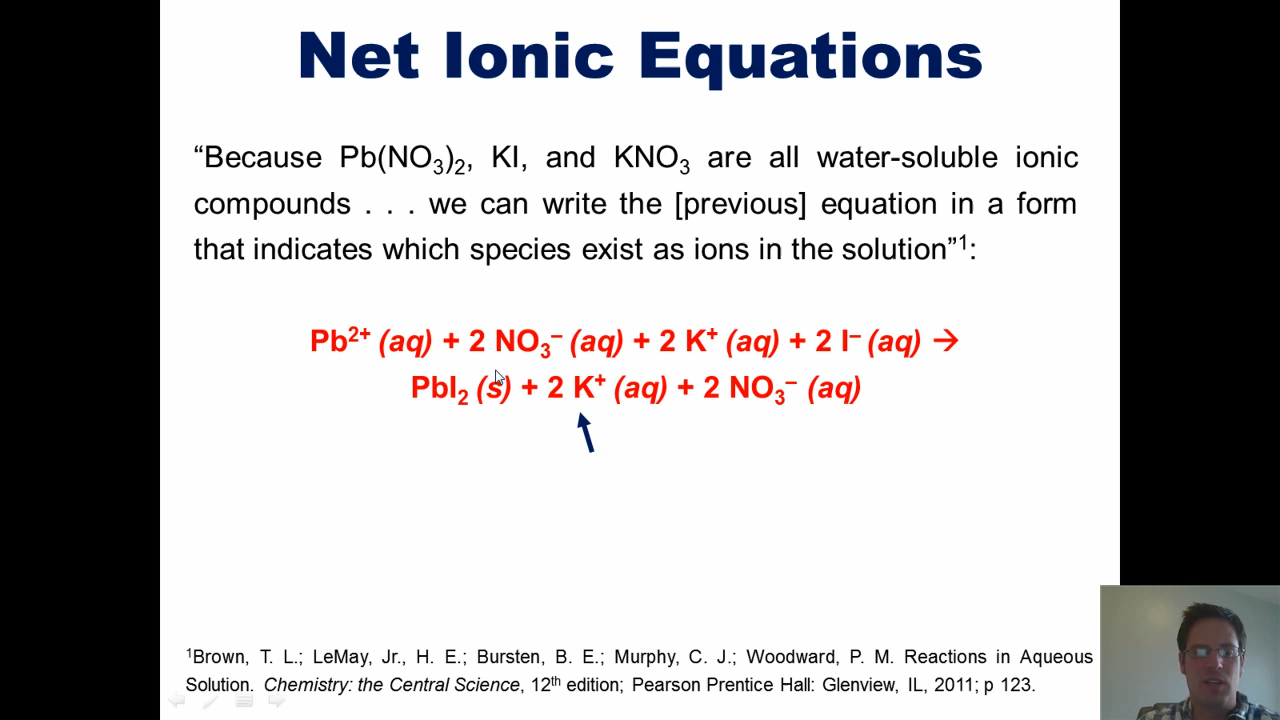 Net Ionic Equations
“Because Pb(NO₃)₂, KI, and KNO₃ are all water-soluble ionic
compounds . . . we can write the [previous] equation in a form
that indicates which species exist as ions in the solution”¹:
Pb²⁺ (aq) + 2 NO₃⁻ (aq) + 2 K⁺ (aq) + 2 I⁻ (aq) →
PbI₂ (s) + 2 K⁺ (aq) + 2 NO₃⁻ (aq)
¹Brown, T. L.; LeMay, Jr., H. E.; Bursten, B. E.; Murphy, C. J.; Woodward, P. M. Reactions in Aqueous
Solution. Chemistry: the Central Science, 12ᵗʰ edition; Pearson Prentice Hall: Glenview, IL, 2011; p 123.